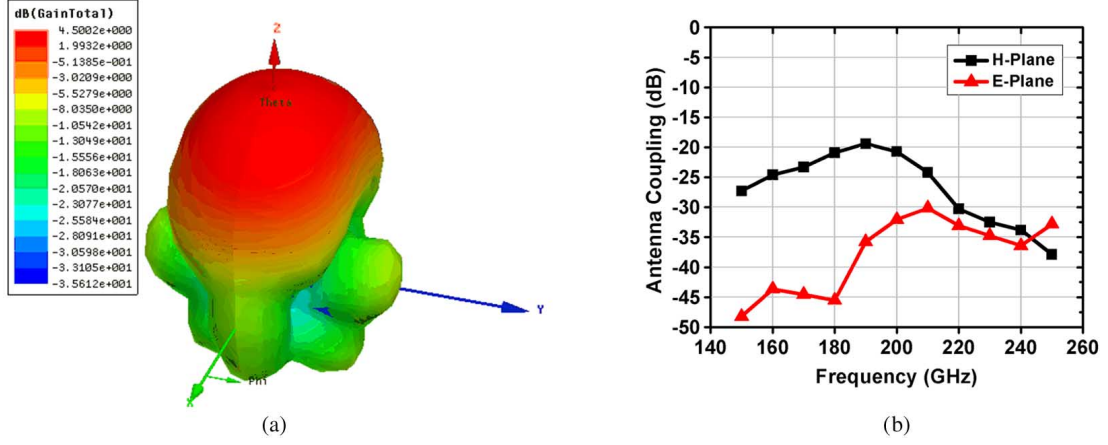 dB(GainTotal)
4.5002e+000
1.9932e+000
-5.1385e-001
-3.0209e+000
-5.5279e+000
-8.0350e+000
-1.0542e+001
-1.3049e+001
-1.5556e+001
-1.8063e+001
-2.0570e+001
-2.3077e+001
-2.5584e+001
-2.8091e+001
-3.0598e+001
-3.3105e+001
-3.5612e+001
Z
Theta
Y
X
Phi
(a)
Antenna Coupling (dB)
0
-5
-10
-15
-20
-25
-30
-35
-40
-45
-50
H-Plane
E-Plane
140 160 180 200 220 240 260
Frequency (GHz)
(b)